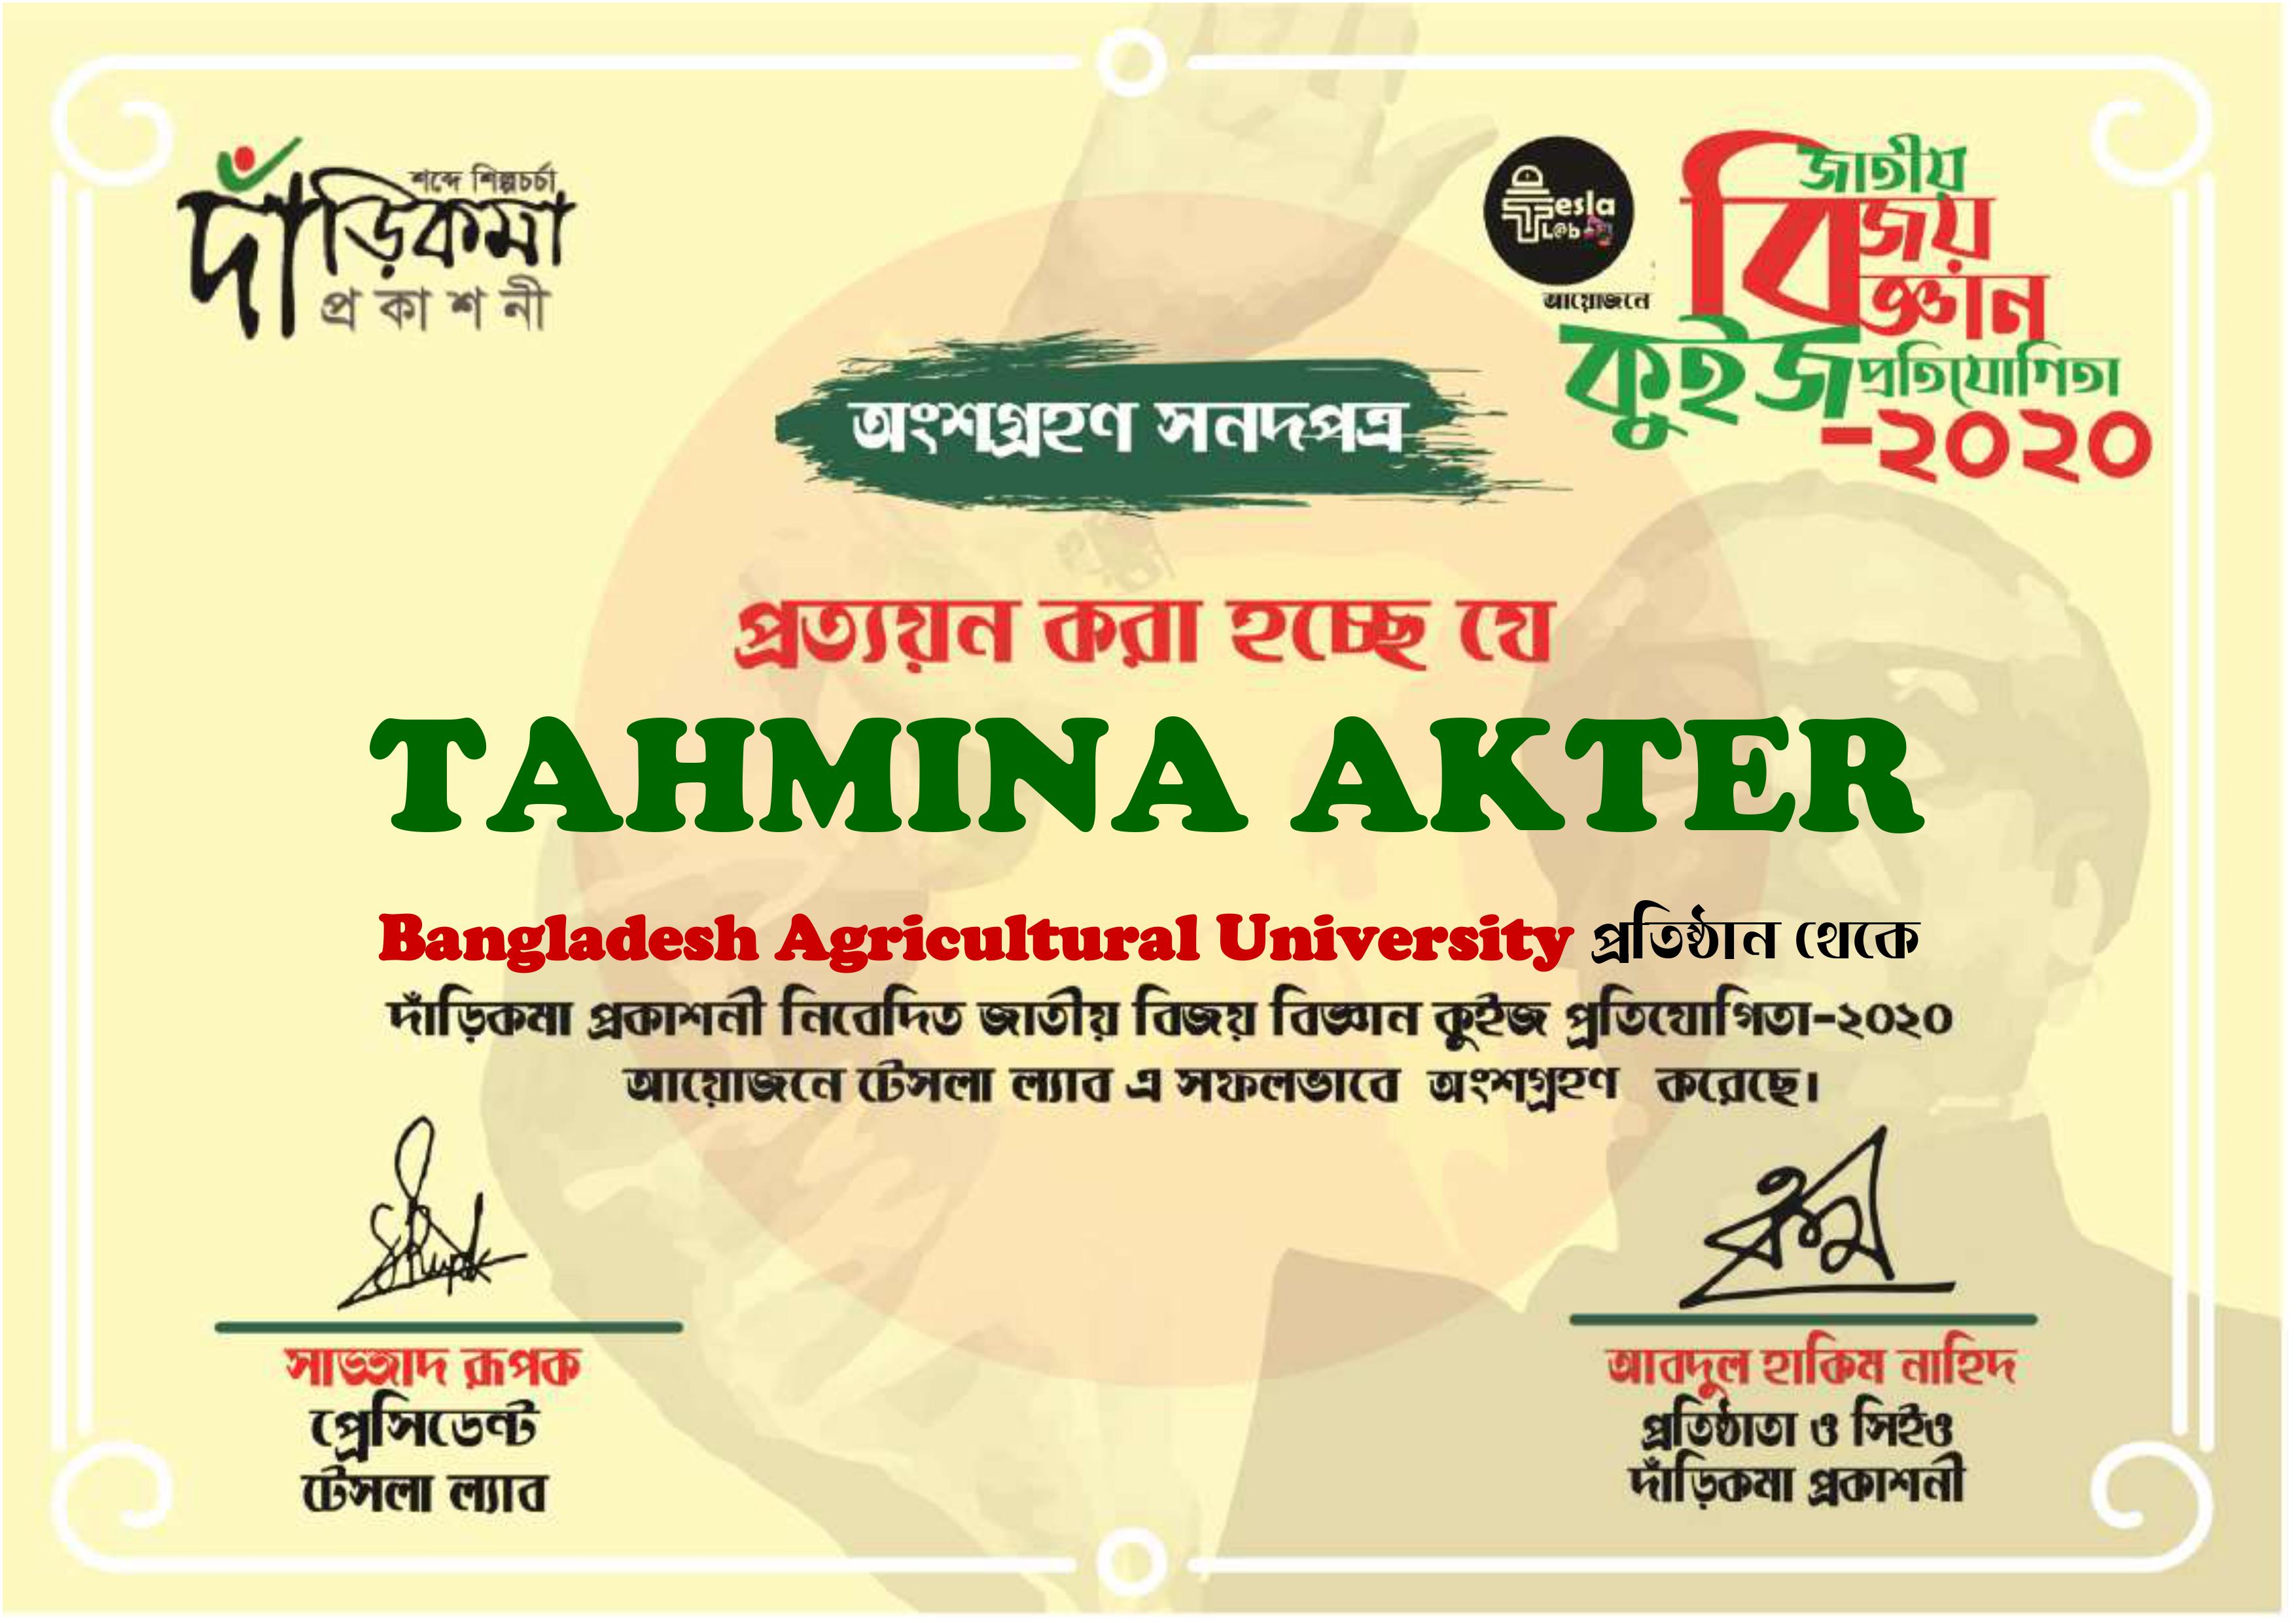 শব্দে শিল্পচর্চা
দাঁড়িকমা
প্রকাশনী
Tesla
L@b
আয়োজনে
জাতীয়
বিজয়
বিজ্ঞান
কুইজ প্রতিযোগিতা
-২০২০
অংশগ্রহণ সনদপত্র
প্রত্যয়ন করা হচ্ছে যে
TAHMINA AKTER
Bangladesh Agricultural University প্রতিষ্ঠান থেকে
দাঁড়িকমা প্রকাশনী নিবেদিত জাতীয় বিজয় বিজ্ঞান কুইজ প্রতিযোগিতা-২০২০
আয়োজনে টেসলা ল্যাব এ সফলভাবে অংশগ্রহণ করেছে।
সাজ্জাদ রূপক
প্রেসিডেন্ট
টেসলা ল্যাব
আবদুল হাকিম নাহিদ
প্রতিষ্ঠাতা ও সিইও
দাঁড়িকমা প্রকাশনী